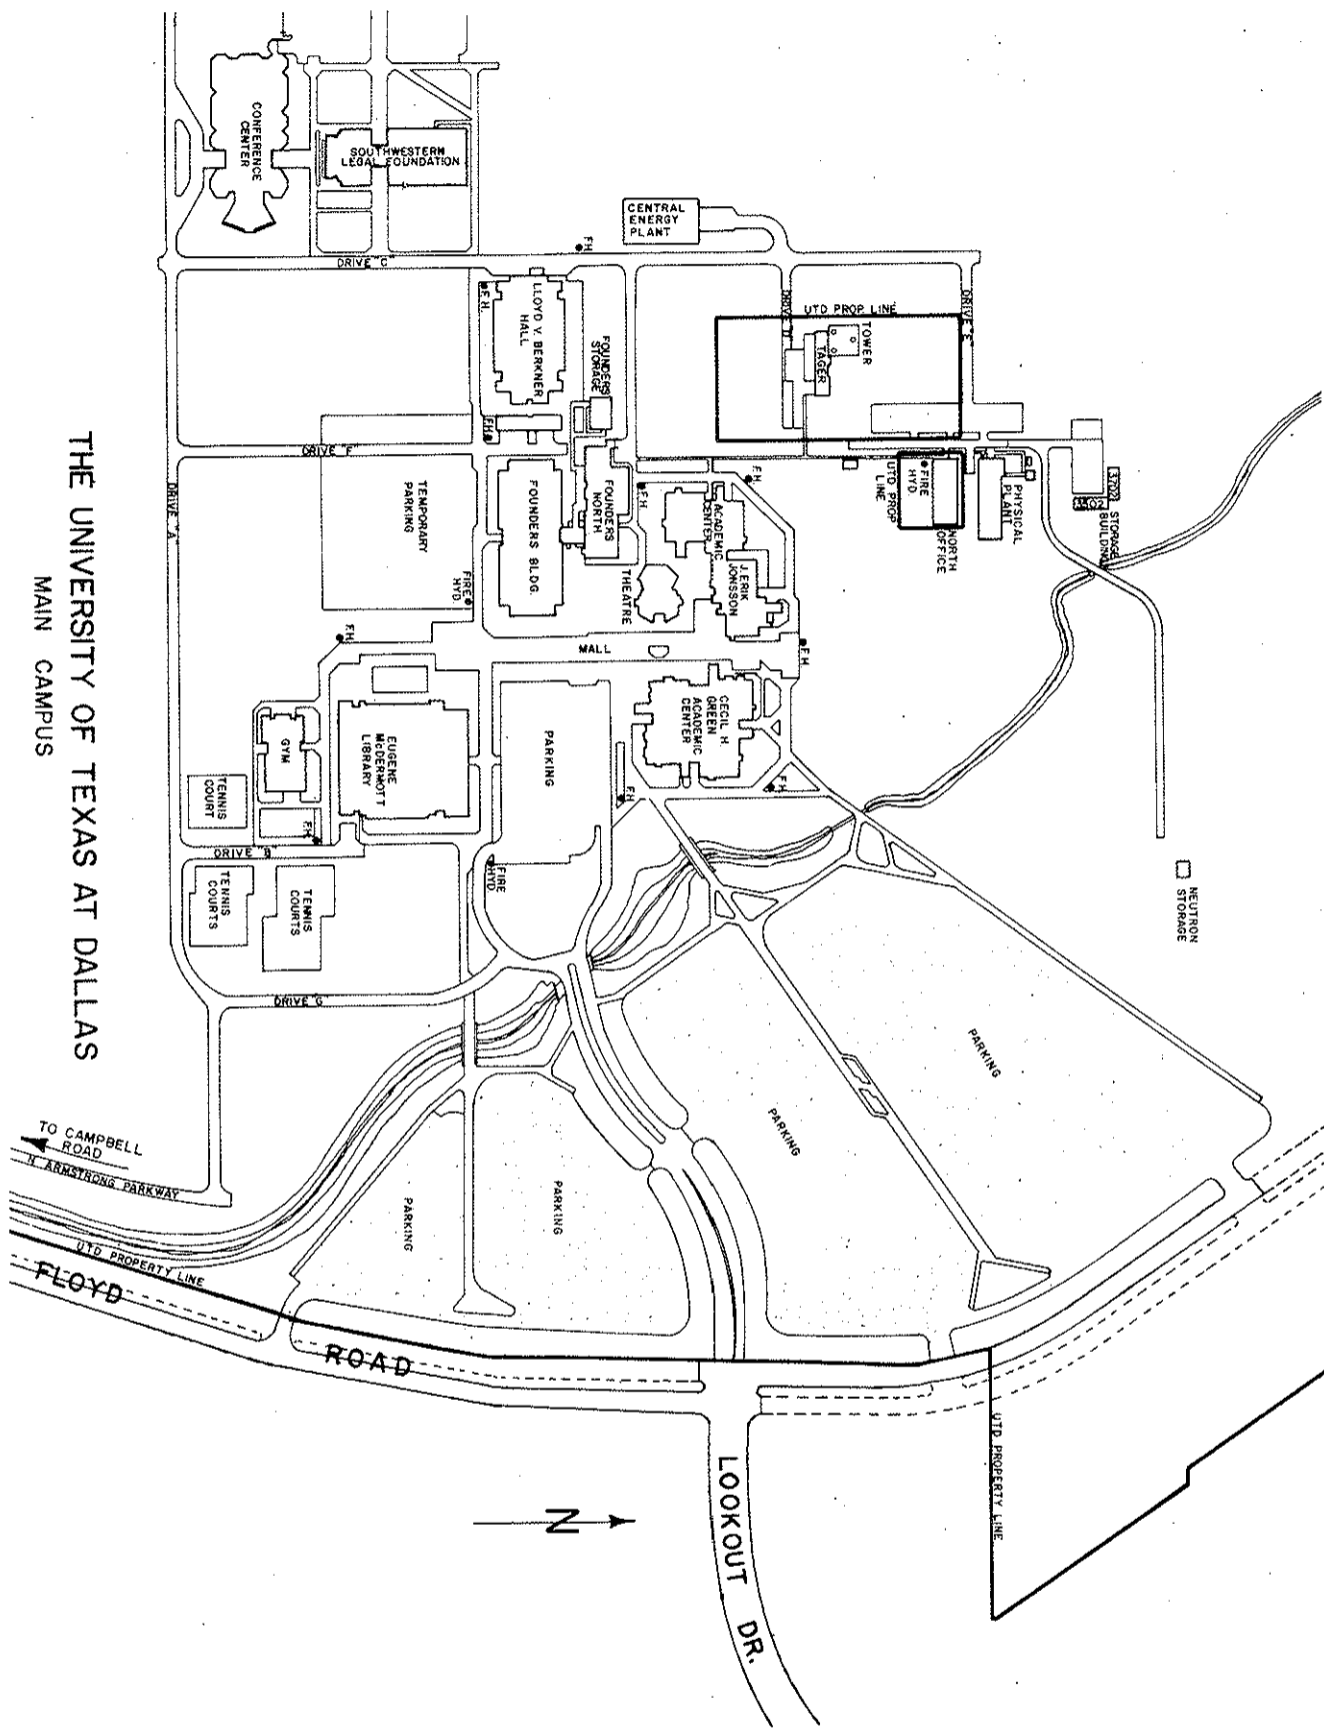 THE UNIVERSITY OF TEXAS AT DALLAS
MAIN CAMPUS
CONFERENCE
CENTER
SOUTHWESTERN
LEGAL FOUNDATION
CENTRAL
ENERGY
PLANT
F.H.
DRIVE "C"
F.H.
LLOYD V. BERKNER
HALL
FOUNDERS
STORAGE
F.H.
DRIVE "D"
UTD PROP LINE
DRIVE "E"
TOWER
TAGER
DRIVE "F"
DRIVE "A"
TEMPORARY
PARKING
FIRE
HYD.
FOUNDERS BLDG.
FOUNDERS
NORTH
F.H.
F.H.
ACADEMIC
CENTER
J. ERIK
JONSSON
THEATRE
UTD PROP
LINE
FIRE
HYD
NORTH
OFFICE
PHYSICAL
PLANT
3702
3502
STORAGE
BUILDING
F.H.
MALL
F.H.
GYM
EUGENE
McDERMOTT
LIBRARY
PARKING
CECIL H.
GREEN
ACADEMIC
CENTER
F.H.
F.H.
TENNIS
COURT
F.H.
DRIVE "B"
TENNIS
COURTS
TENNIS
COURTS
FIRE
HYD
NEUTRON
STORAGE
DRIVE "G"
PARKING
PARKING
PARKING
PARKING
TO CAMPBELL
ROAD
N. ARMSTRONG PARKWAY
UTD PROPERTY LINE
FLOYD ROAD
UTD PROPERTY LINE
N
LOOKOUT DR.